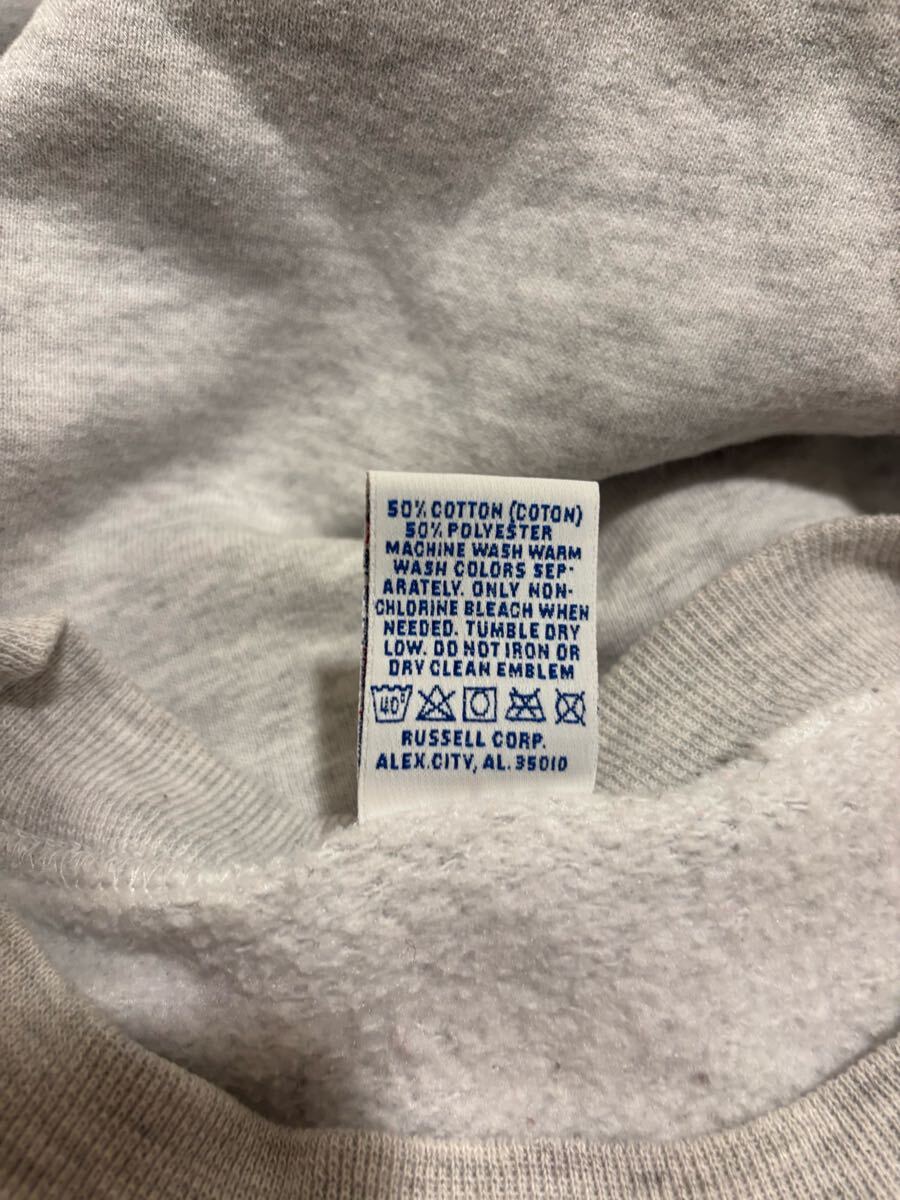 50% COTTON (COTON)
50% POLYESTER
MACHINE WASH WARM
WASH COLORS SEP-
ARATELY. ONLY NON-
CHLORINE BLEACH WHEN
NEEDED. TUMBLE DRY
LOW. DO NOT IRON OR
DRY CLEAN EMBLEM
40°
RUSSELL CORP.
ALEX.CITY, AL. 35010